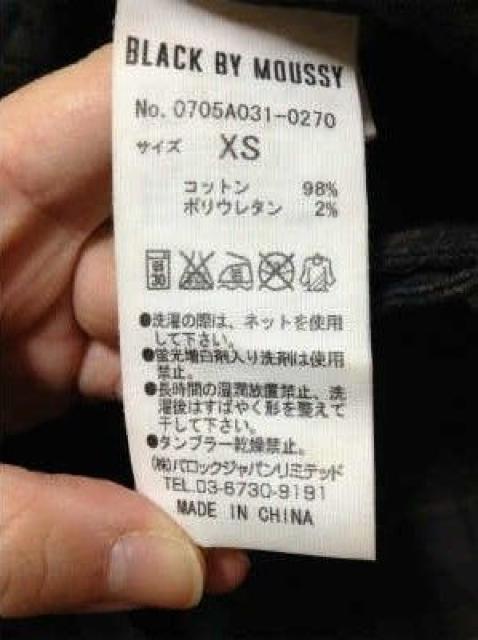 BLACK BY MOUSSY
No. 0705A031-0270
サイズ XS
コットン 98%
ポリウレタン 2%
●洗濯の際は、ネットを使用
して下さい。
●蛍光増白剤入り洗剤は使用
禁止。
●長時間の湿潤放置禁止、洗
濯後はすばやく形を整えて
干して下さい。
●タンブラー乾燥禁止。
(株)バロックジャパンリミテッド
TEL.03-6730-9191
MADE IN CHINA